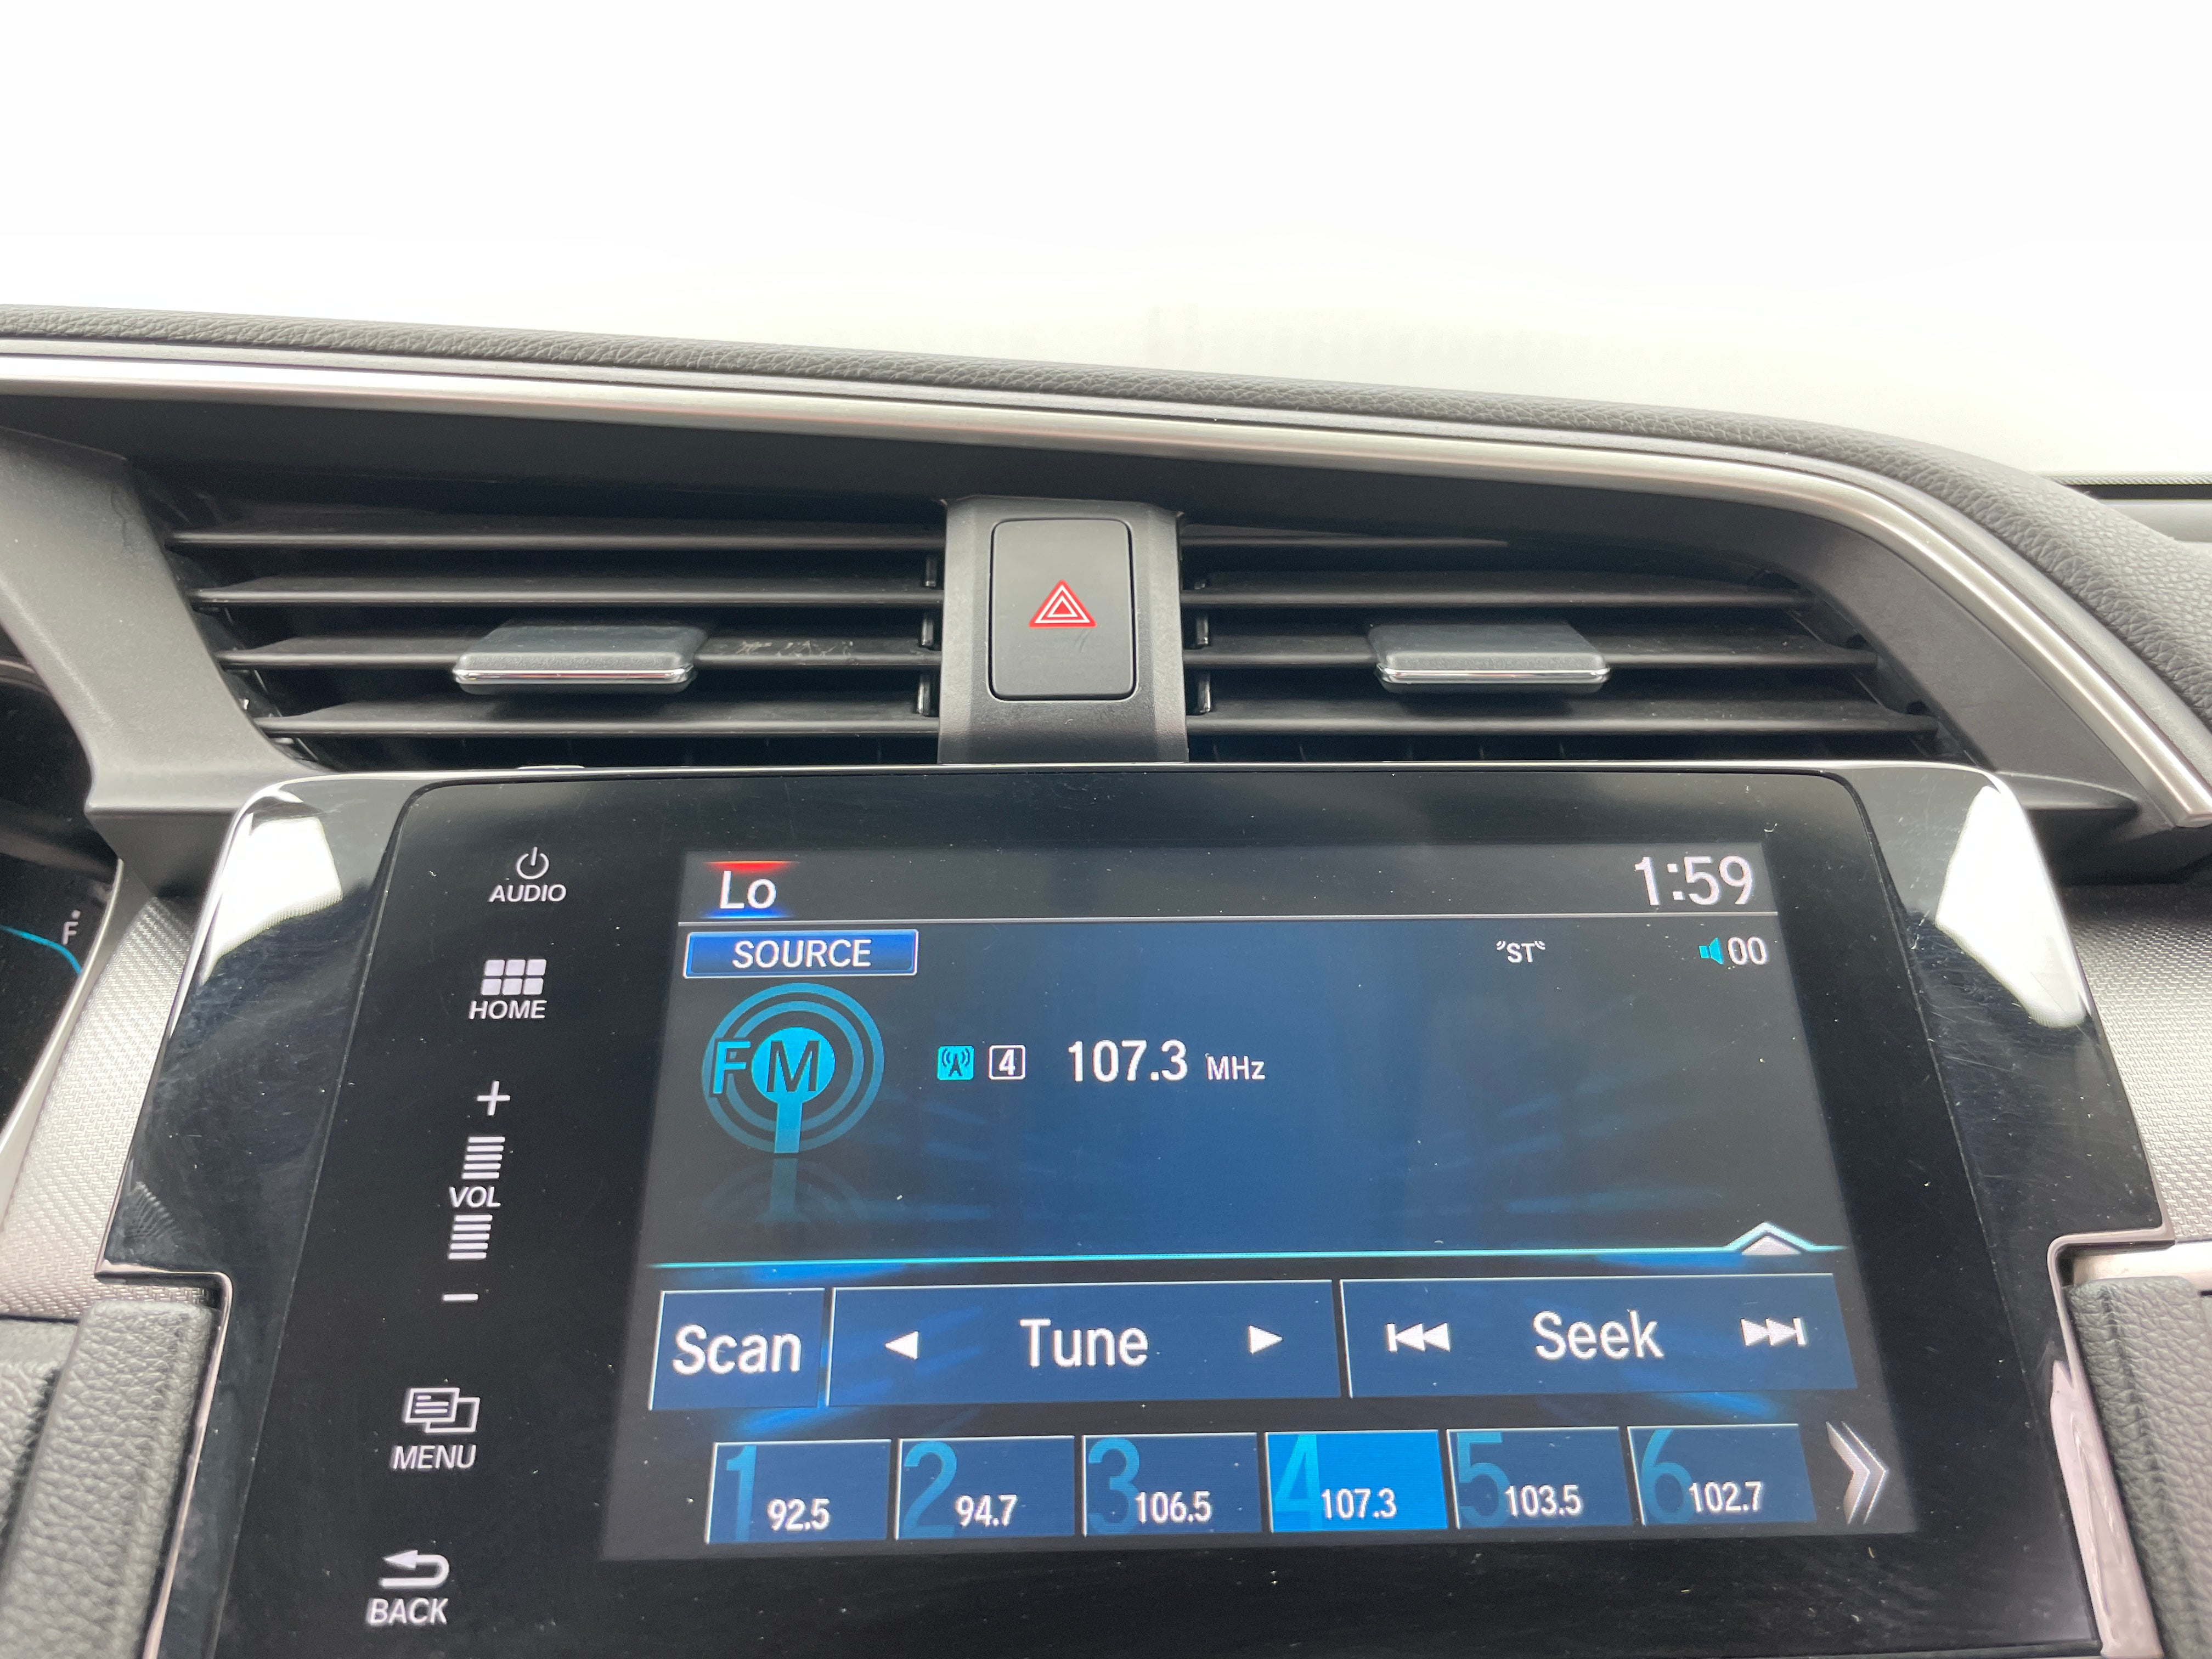 AUDIO
HOME
+
VOL
−
MENU
BACK
F
Lo 1:59
SOURCE ST 00
FM 4 107.3 MHz
Scan Tune Seek
1 92.5 2 94.7 3 106.5 4 107.3 5 103.5 6 102.7